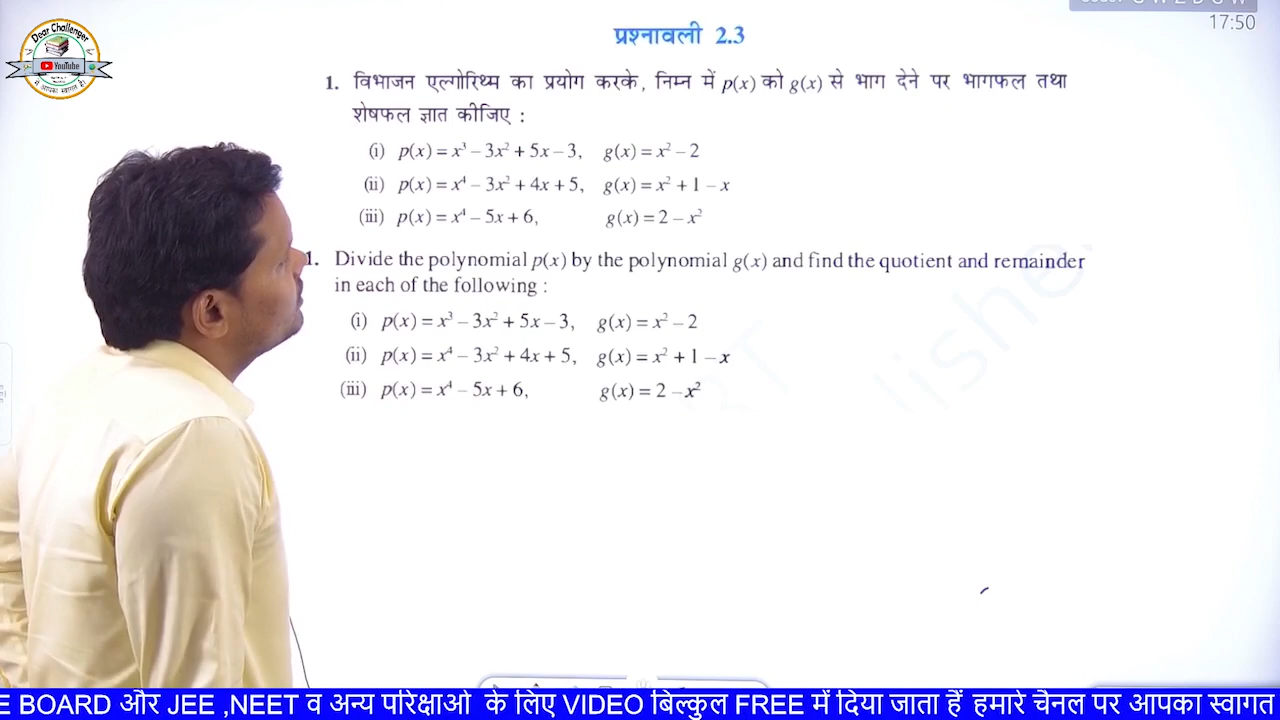 17:50
Dear Challenger
YouTube
में आपका स्वागत है
प्रश्नावली 2.3
1. विभाजन एल्गोरिथ्म का प्रयोग करके, निम्न में p(x) को g(x) से भाग देने पर भागफल तथा
शेषफल ज्ञात कीजिए :
(i) p(x) = x³ – 3x² + 5x – 3, g(x) = x² – 2
(ii) p(x) = x⁴ – 3x² + 4x + 5, g(x) = x² + 1 – x
(iii) p(x) = x⁴ – 5x + 6, g(x) = 2 – x²
1. Divide the polynomial p(x) by the polynomial g(x) and find the quotient and remainder
in each of the following :
(i) p(x) = x³ – 3x² + 5x – 3, g(x) = x² – 2
(ii) p(x) = x⁴ – 3x² + 4x + 5, g(x) = x² + 1 – x
(iii) p(x) = x⁴ – 5x + 6, g(x) = 2 – x²
E BOARD और JEE ,NEET व अन्य परिक्षाओं के लिए VIDEO बिल्कुल FREE में दिया जाता हैं हमारे चैनल पर आपका स्वागत